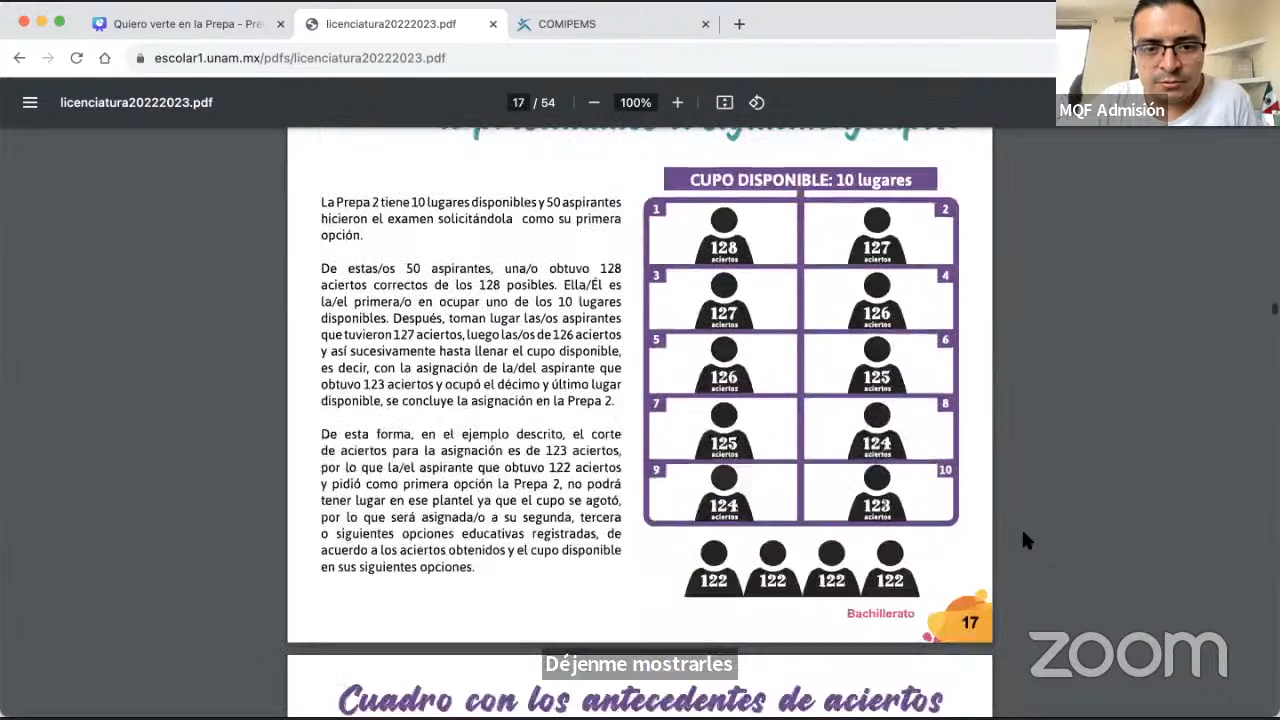 Quiero verte en la Prepa - Pre
licenciatura20222023.pdf
COMIPEMS
escolar1.unam.mx/pdfs/licenciatura20222023.pdf
licenciatura20222023.pdf
17 / 54
100%
MQF Admisión
CUPO DISPONIBLE: 10 lugares
La Prepa 2 tiene 10 lugares disponibles y 50 aspirantes
hicieron el examen solicitándola como su primera
opción.
De estas/os 50 aspirantes, una/o obtuvo 128
aciertos correctos de los 128 posibles. Ella/Él es
la/el primera/o en ocupar uno de los 10 lugares
disponibles. Después, toman lugar las/os aspirantes
que tuvieron 127 aciertos, luego las/os de 126 aciertos
y así sucesivamente hasta llenar el cupo disponible,
es decir, con la asignación de la/del aspirante que
obtuvo 123 aciertos y ocupó el décimo y último lugar
disponible, se concluye la asignación en la Prepa 2.
De esta forma, en el ejemplo descrito, el corte
de aciertos para la asignación es de 123 aciertos,
por lo que la/el aspirante que obtuvo 122 aciertos
y pidió como primera opción la Prepa 2, no podrá
tener lugar en ese plantel ya que el cupo se agotó,
por lo que será asignada/o a su segunda, tercera
o siguientes opciones educativas registradas, de
acuerdo a los aciertos obtenidos y el cupo disponible
en sus siguientes opciones.
1
128
aciertos
2
127
aciertos
3
127
aciertos
4
126
aciertos
5
126
aciertos
6
125
aciertos
7
125
aciertos
8
124
aciertos
9
124
aciertos
10
123
aciertos
122 122 122 122
Bachillerato
17
zoom
Déjenme mostrarles
Cuadro con los antecedentes de aciertos